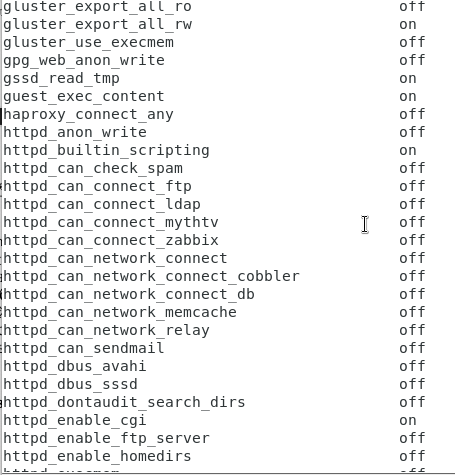 gluster_export_all_ro off
gluster_export_all_rw on
gluster_use_execmem off
gpg_web_anon_write off
gssd_read_tmp on
guest_exec_content on
haproxy_connect_any off
httpd_anon_write off
httpd_builtin_scripting on
httpd_can_check_spam off
httpd_can_connect_ftp off
httpd_can_connect_ldap off
httpd_can_connect_mythtv off
httpd_can_connect_zabbix off
httpd_can_network_connect off
httpd_can_network_connect_cobbler off
httpd_can_network_connect_db off
httpd_can_network_memcache off
httpd_can_network_relay off
httpd_can_sendmail off
httpd_dbus_avahi off
httpd_dbus_sssd off
httpd_dontaudit_search_dirs off
httpd_enable_cgi on
httpd_enable_ftp_server off
httpd_enable_homedirs off